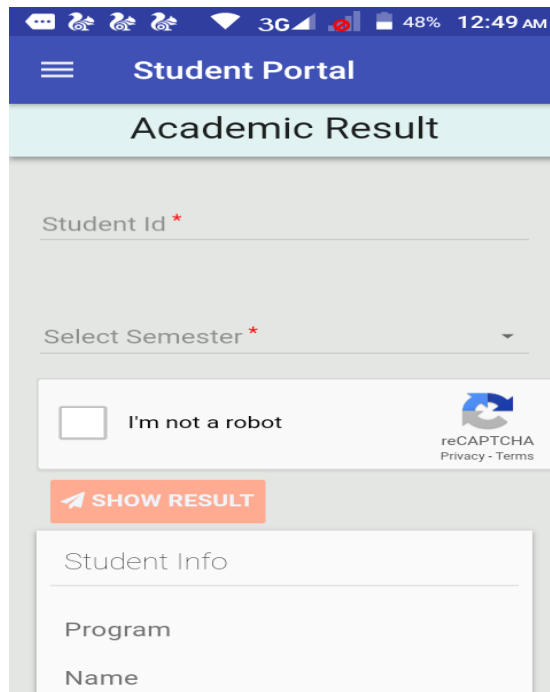 3G 48% 12:49 AM
Student Portal
Academic Result
Student Id *
Select Semester *
I'm not a robot
reCAPTCHA
Privacy - Terms
SHOW RESULT
Student Info
Program
Name